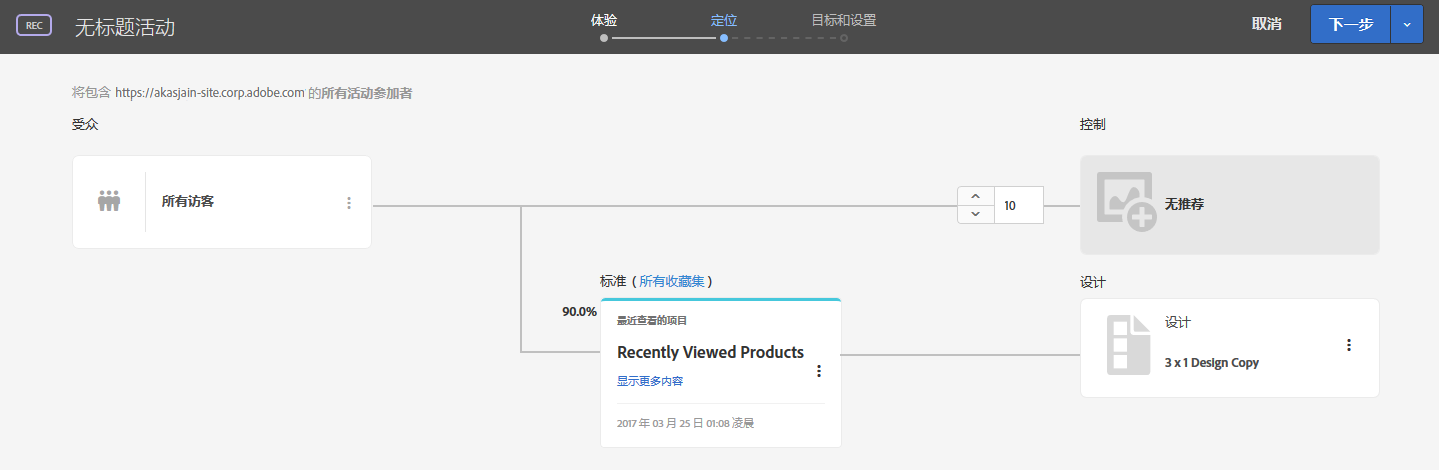 REC
无标题活动
体验
定位
目标和设置
取消
下一步
将包含 https://akasjain-site.corp.adobe.com 的所有活动参加者
受众
控制
所有访客
10
无推荐
标准 ( 所有收藏集 )
设计
90.0%
最近查看的项目
设计
Recently Viewed Products
3 x 1 Design Copy
显示更多内容
2017 年 03 月 25 日 01:08 凌晨